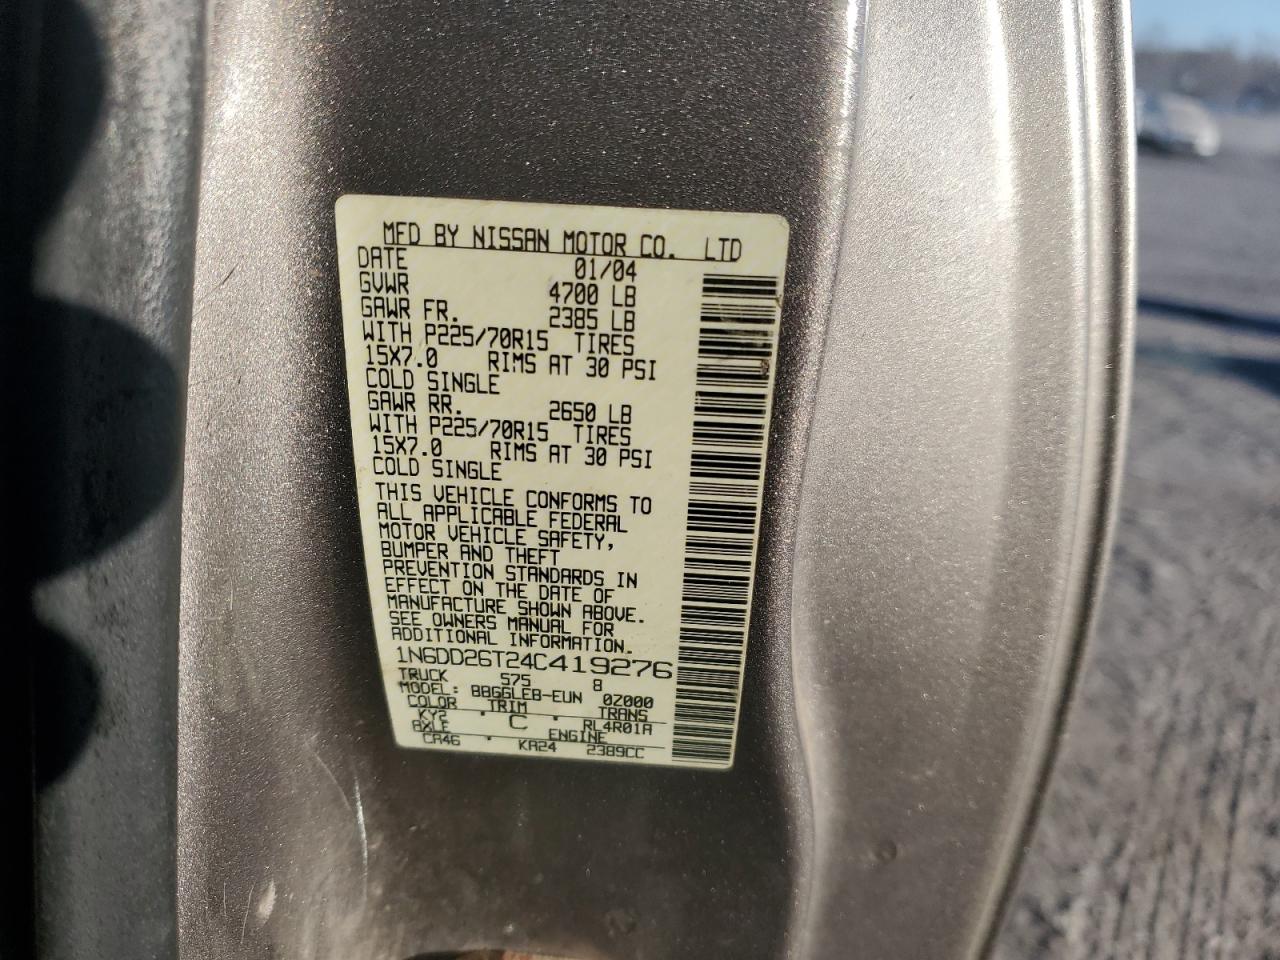 MFD BY NISSAN MOTOR CO. LTD
DATE 01/04
GVWR 4700 LB
GAWR FR. 2385 LB
WITH P225/70R15 TIRES
15X7.0 RIMS AT 30 PSI
COLD SINGLE
GAWR RR. 2650 LB
WITH P225/70R15 TIRES
15X7.0 RIMS AT 30 PSI
COLD SINGLE
THIS VEHICLE CONFORMS TO
ALL APPLICABLE FEDERAL
MOTOR VEHICLE SAFETY,
BUMPER AND THEFT
PREVENTION STANDARDS IN
EFFECT ON THE DATE OF
MANUFACTURE SHOWN ABOVE.
SEE OWNERS MANUAL FOR
ADDITIONAL INFORMATION.
1N6DD26T24C419276
TRUCK 575 8
MODEL: BBGGLEB-EUN 0Z000
COLOR TRIM TRANS
KY2 · C RL4R01A
AXLE ENGINE
CA46 · KA24 2389CC